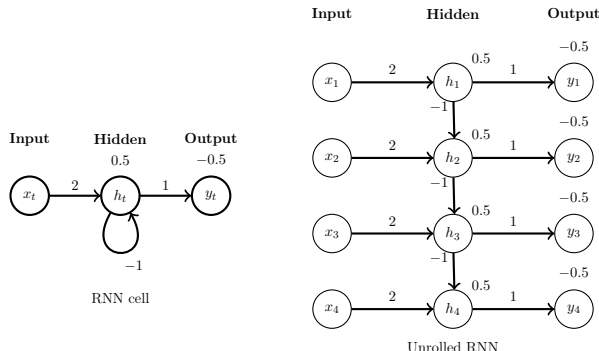 Input Hidden Output
0.5 −0.5
x_t 2 h_t 1 y_t
−1
RNN cell
Input Hidden Output
0.5 −0.5
x_1 2 h_1 1 y_1
−1
0.5 −0.5
x_2 2 h_2 1 y_2
−1
0.5 −0.5
x_3 2 h_3 1 y_3
−1
0.5 −0.5
x_4 2 h_4 1 y_4
Unrolled RNN